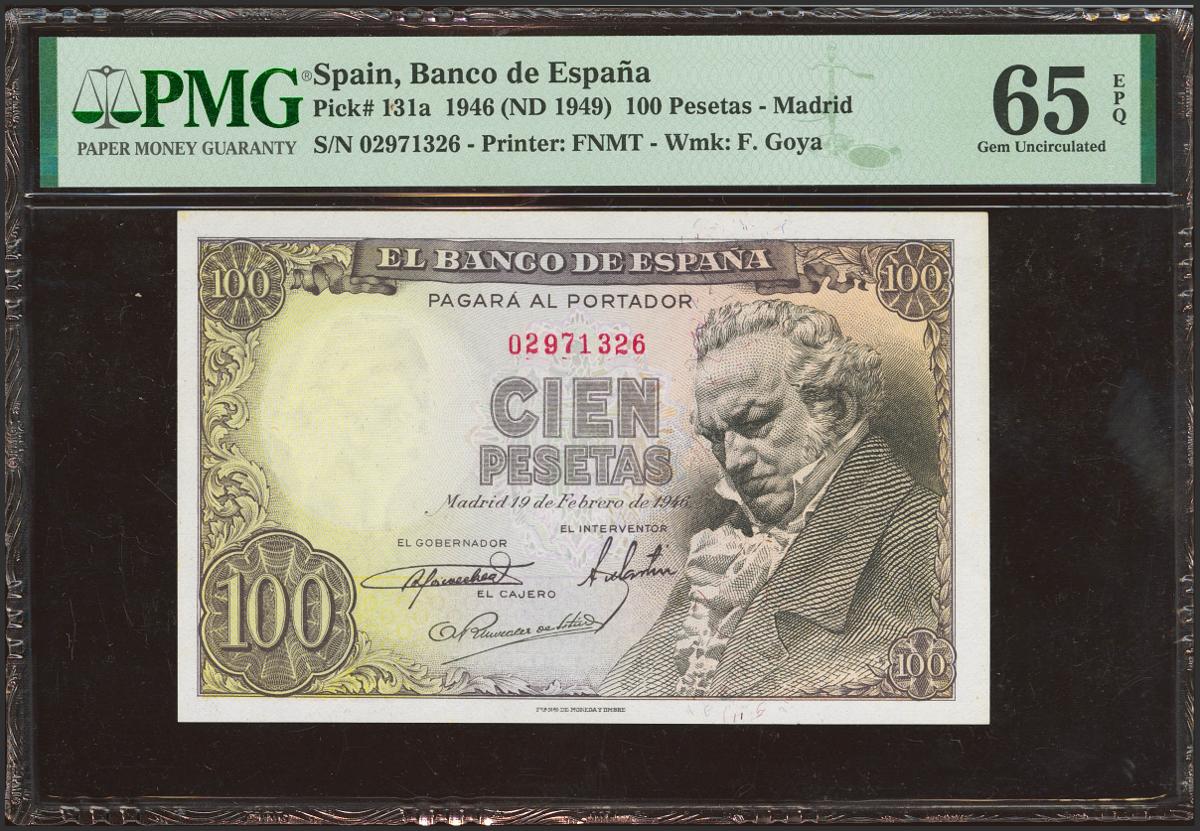 PMG®
PAPER MONEY GUARANTY
Spain, Banco de España
Pick# 131a 1946 (ND 1949) 100 Pesetas - Madrid
S/N 02971326 - Printer: FNMT - Wmk: F. Goya
65 EPQ
Gem Uncirculated
100 EL BANCO DE ESPAÑA 100
PAGARÁ AL PORTADOR
02971326
CIEN
PESETAS
Madrid 19 de Febrero de 1946.
EL INTERVENTOR
EL GOBERNADOR
EL CAJERO
100
100